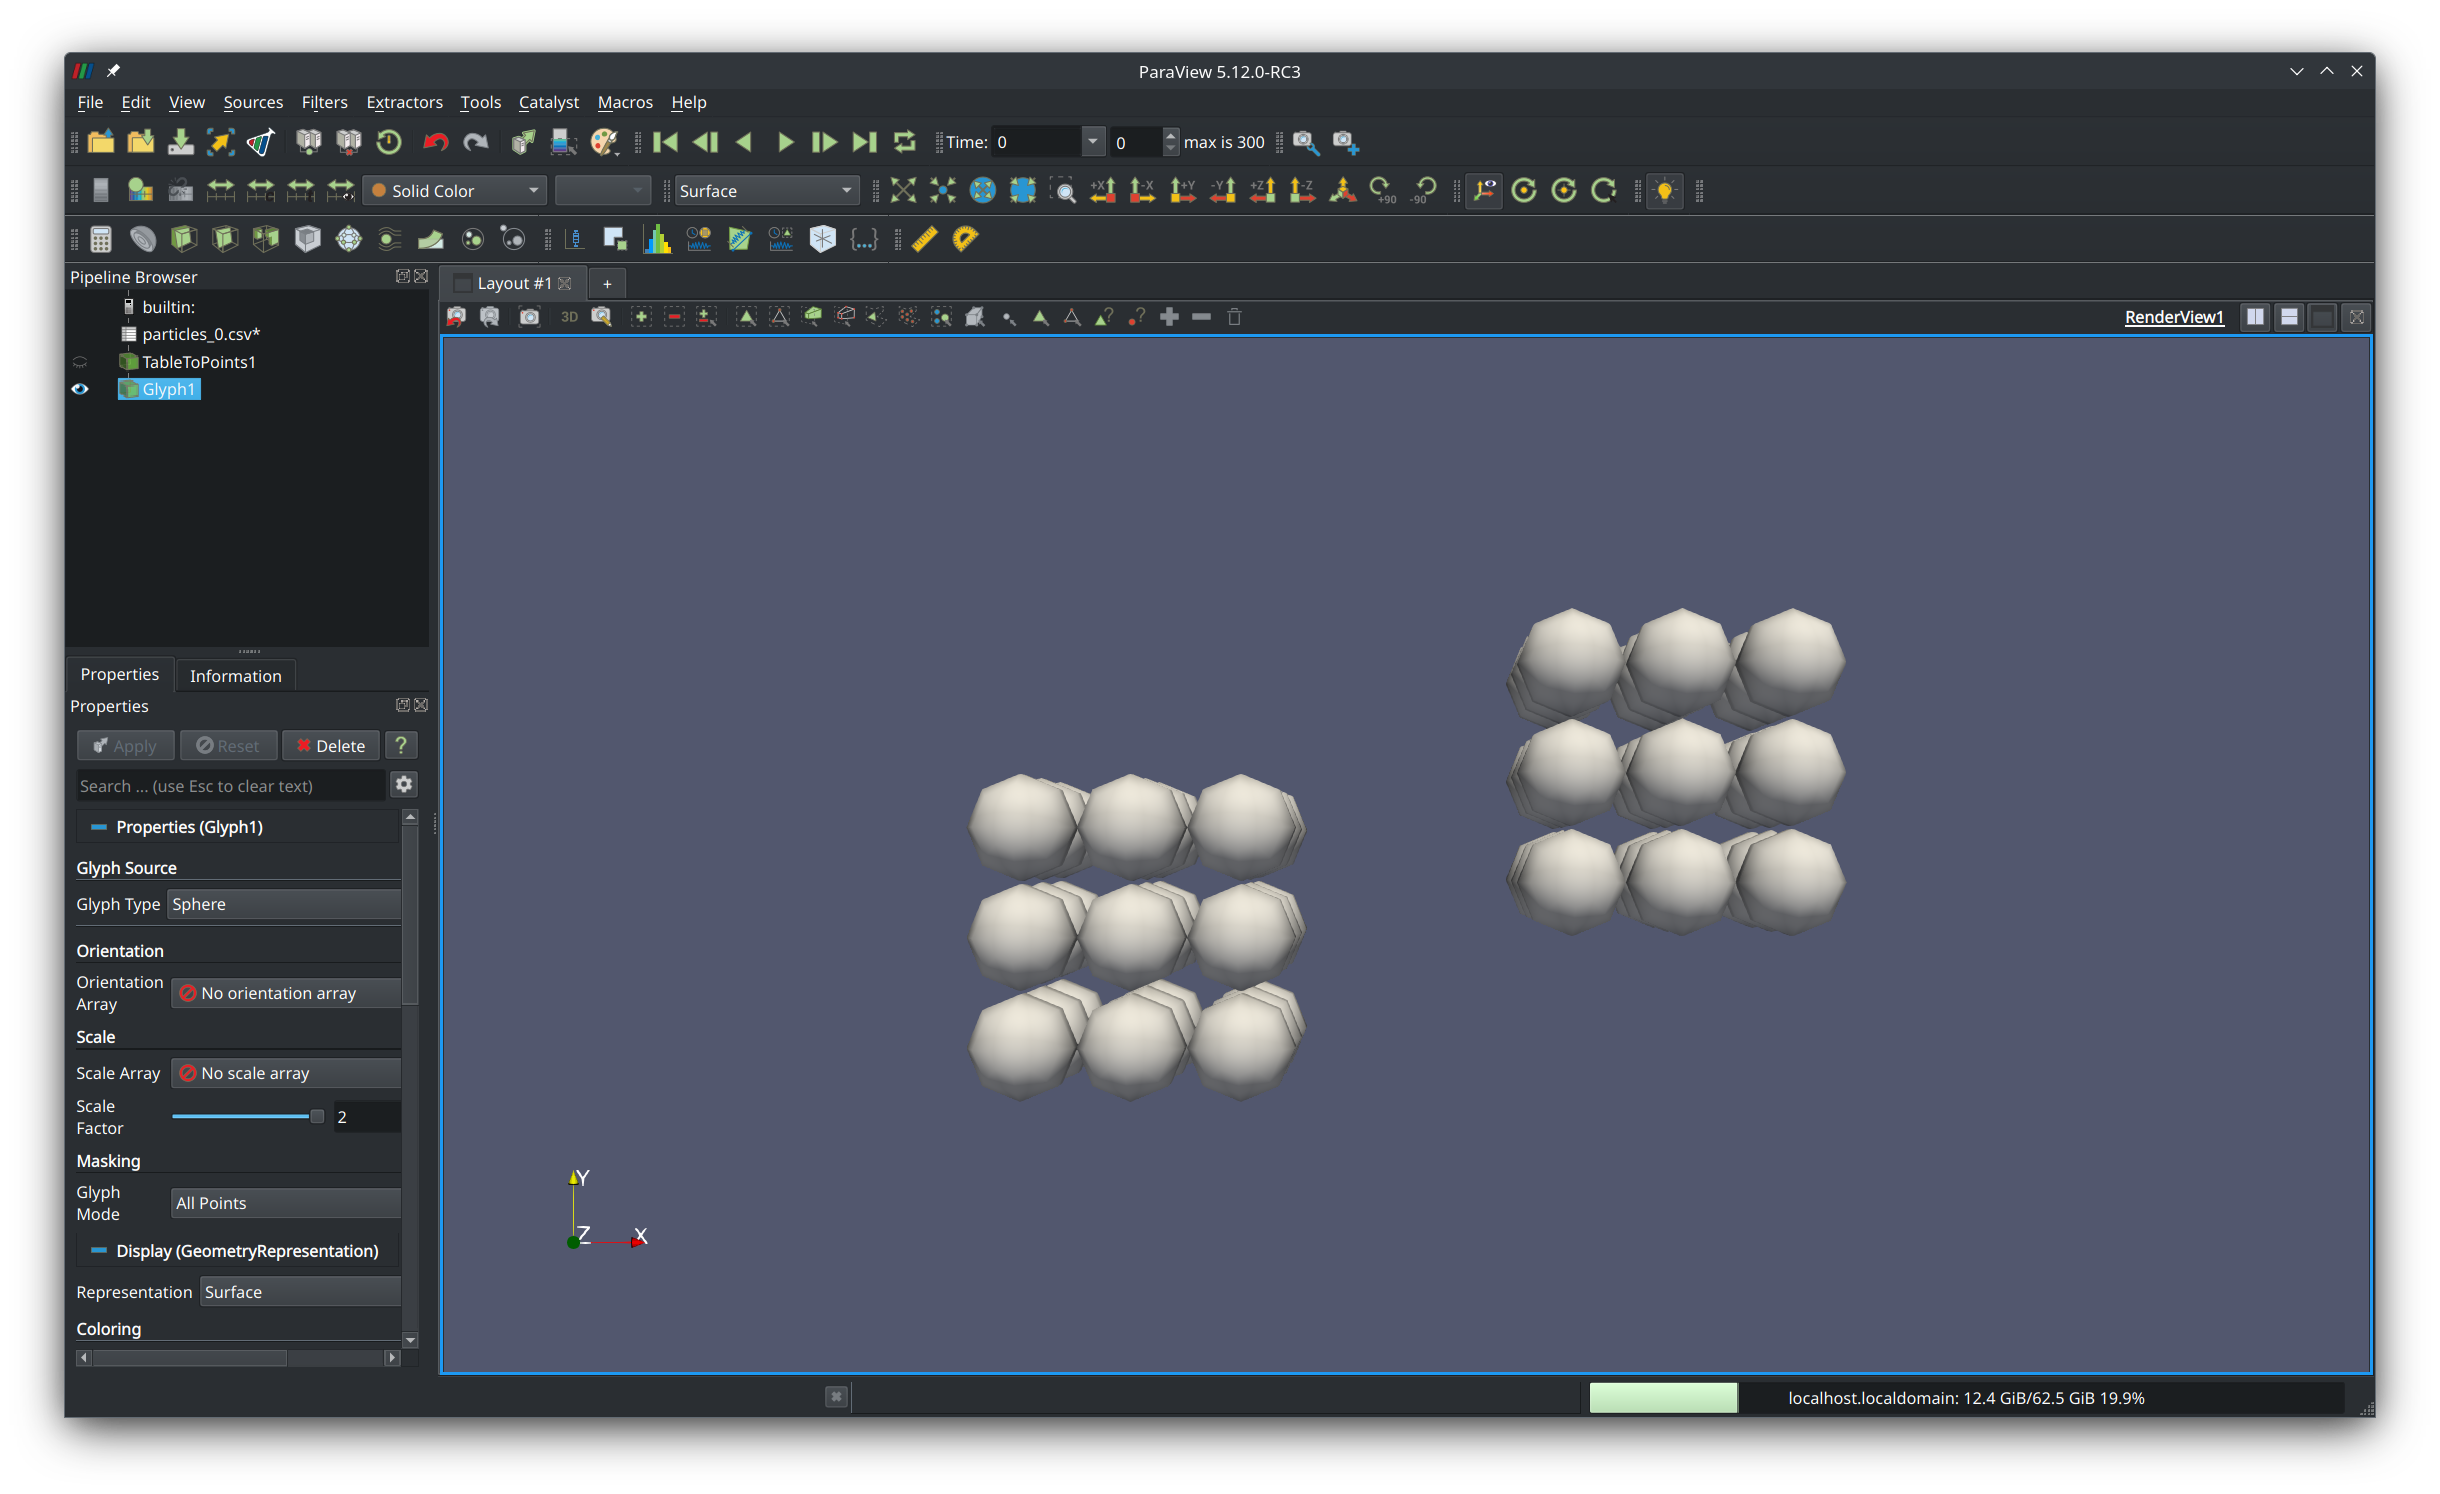 ParaView 5.12.0-RC3
File Edit View Sources Filters Extractors Tools Catalyst Macros Help
Time: 0 0 max is 300
Solid Color Surface +X -X +Y -Y +Z -Z +90 -90
Pipeline Browser
builtin:
particles_0.csv*
TableToPoints1
Glyph1
Layout #1 +
3D RenderView1
Properties Information
Properties
Apply Reset Delete ?
Search ... (use Esc to clear text)
Properties (Glyph1)
Glyph Source
Glyph Type Sphere
Orientation
Orientation
Array
No orientation array
Scale
Scale Array No scale array
Scale
Factor
2
Masking
Glyph
Mode
All Points
Display (GeometryRepresentation)
Representation Surface
Coloring
Y
Z X
localhost.localdomain: 12.4 GiB/62.5 GiB 19.9%